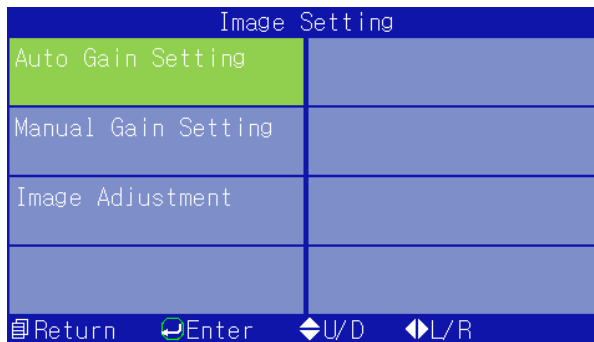 Image Setting
Auto Gain Setting
Manual Gain Setting
Image Adjustment
Return Enter U/D L/R